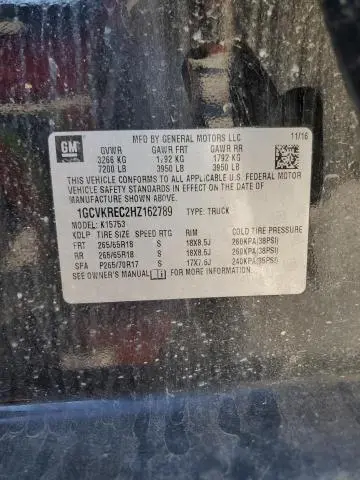 GM
MFD BY GENERAL MOTORS LLC 11/16
GVWR GAWR FRT GAWR RR
3266 KG 1792 KG 1792 KG
7200 LB 3950 LB 3950 LB
THIS VEHICLE CONFORMS TO ALL APPLICABLE U.S. FEDERAL MOTOR
VEHICLE SAFETY STANDARDS IN EFFECT ON THE DATE OF
MANUFACTURE SHOWN ABOVE.
1GCVKREC2HZ162789 TYPE: TRUCK
MODEL: K15753
KDLP TIRE SIZE SPEED RTG RIM COLD TIRE PRESSURE
FRT 265/65R18 S 18X8.5J 260KPA(38PSI)
RR 265/65R18 S 18X8.5J 260KPA(38PSI)
SPA P265/70R17 S 17X7.5J 240KPA(35PSI)
SEE OWNER'S MANUAL FOR MORE INFORMATION.